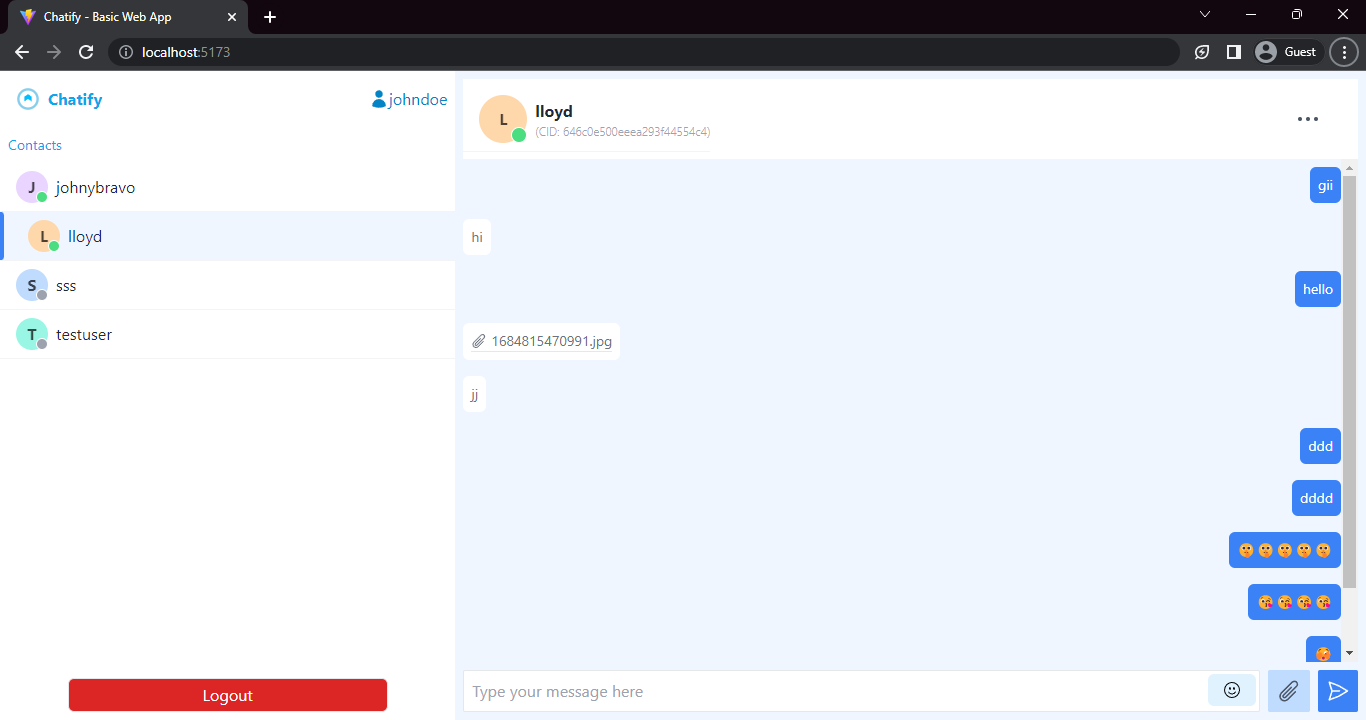 Chatify - Basic Web App
localhost:5173
Guest
Chatify
johndoe
Contacts
J johnybravo
L lloyd
S sss
T testuser
Logout
L lloyd
(CID: 646c0e500eeea293f44554c4)
gii
hi
hello
1684815470991.jpg
jj
ddd
dddd
Type your message here